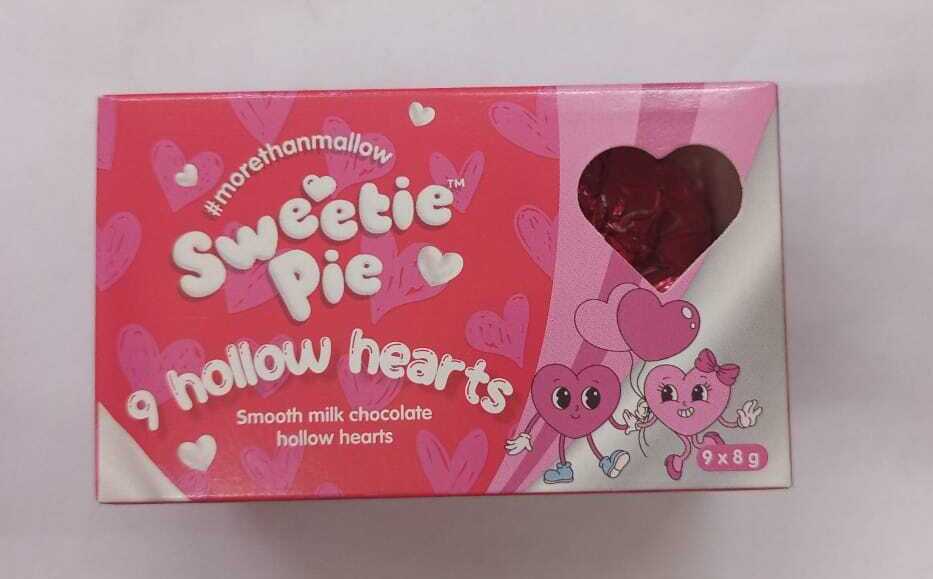 #morethanmallow
Sweetie™
Pie
9 hollow hearts
Smooth milk chocolate
hollow hearts
9 x 8 g